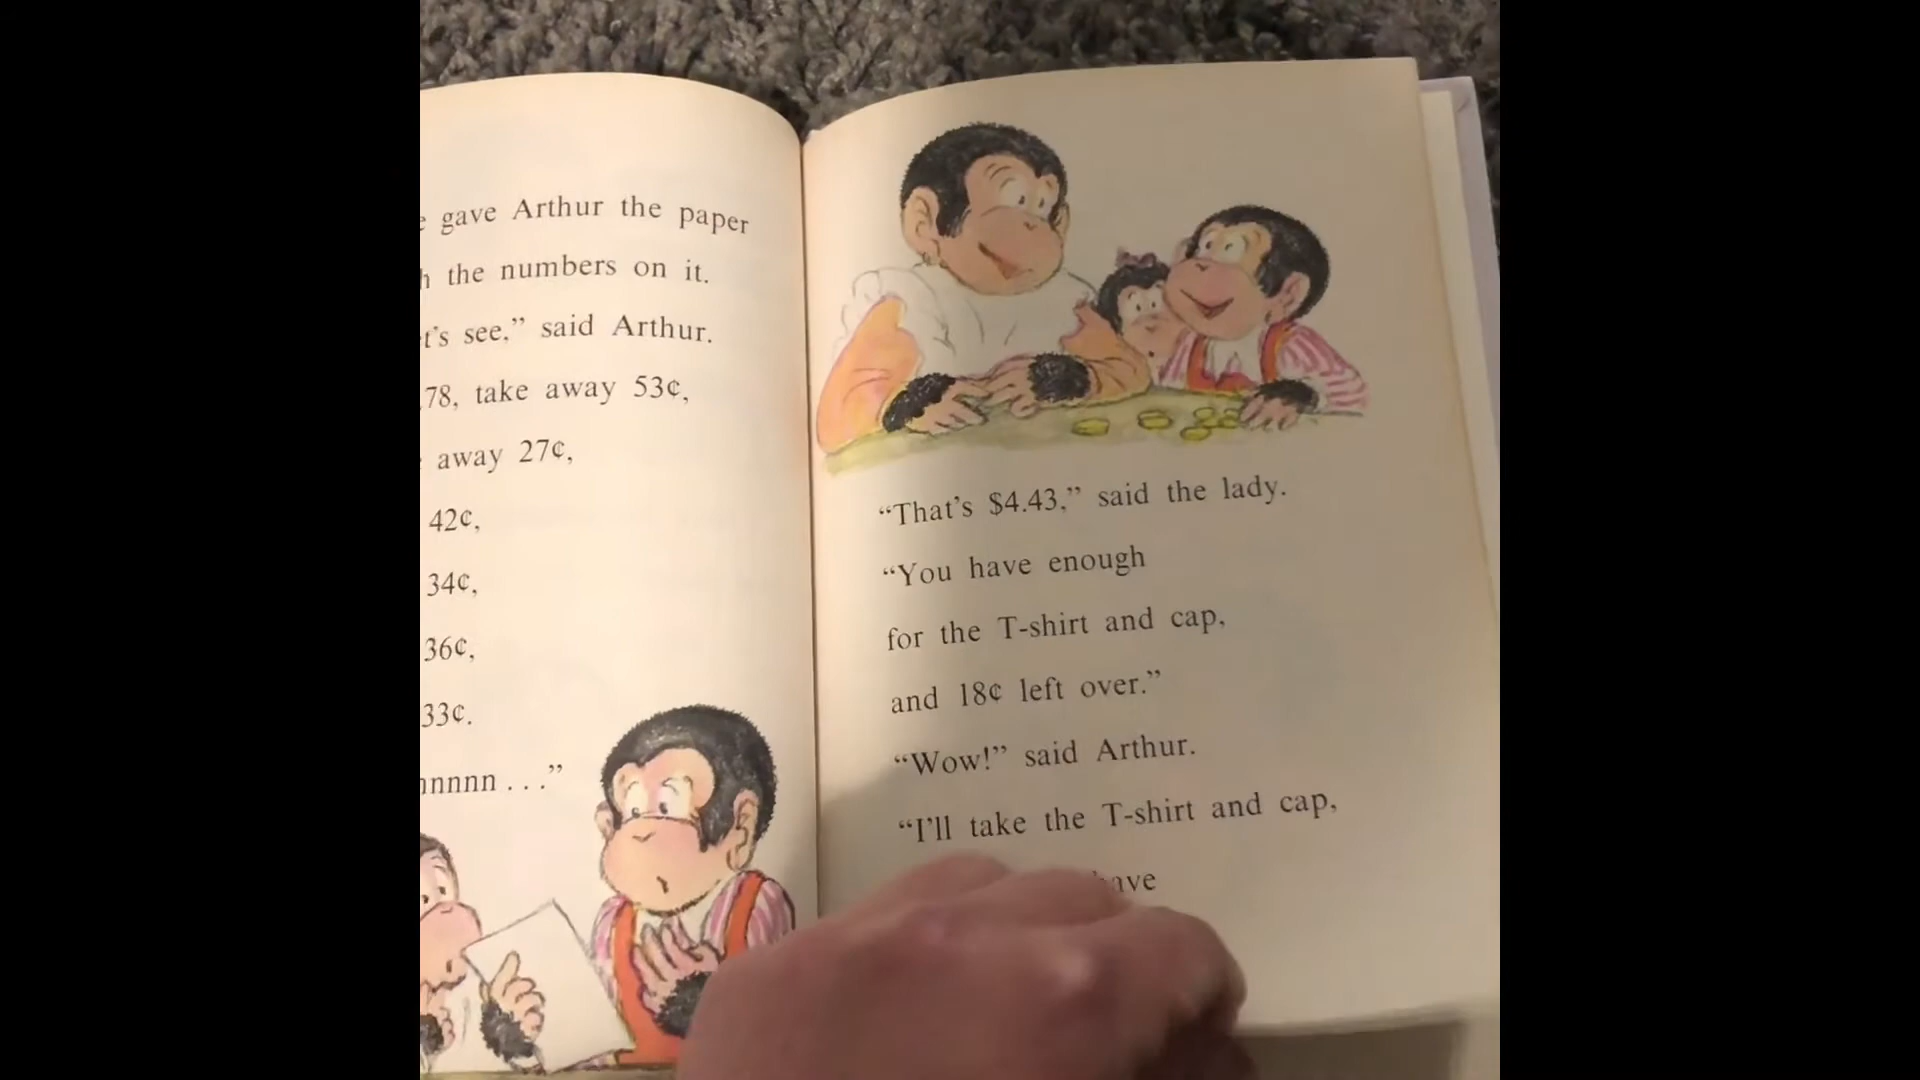 gave Arthur the paper
the numbers on it.
see,” said Arthur.
.78, take away 53¢,
away 27¢,
42¢,
34¢,
36¢,
33¢.
“That’s $4.43,” said the lady.
“You have enough
for the T-shirt and cap,
and 18¢ left over.”
“Wow!” said Arthur.
“I’ll take the T-shirt and cap,
have